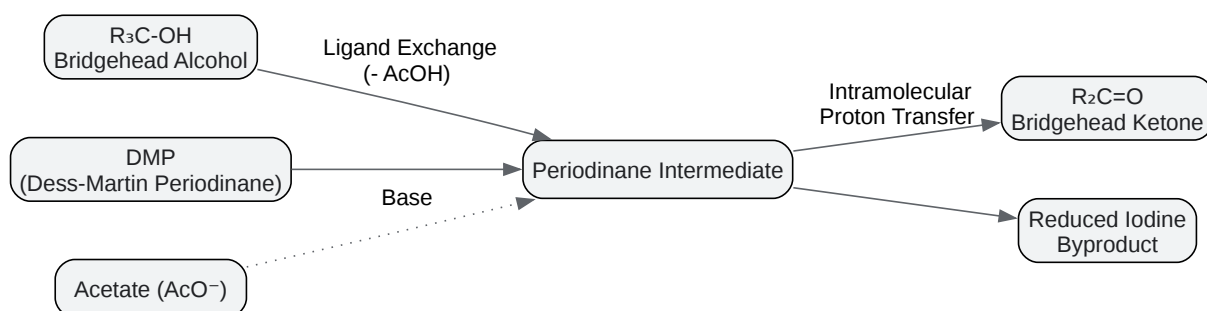 R₃C-OH
Bridgehead Alcohol
Ligand Exchange
(- AcOH)
DMP
(Dess-Martin Periodinane)
Base
Acetate (AcO⁻)
Periodinane Intermediate
Intramolecular
Proton Transfer
R₂C=O
Bridgehead Ketone
Reduced Iodine
Byproduct